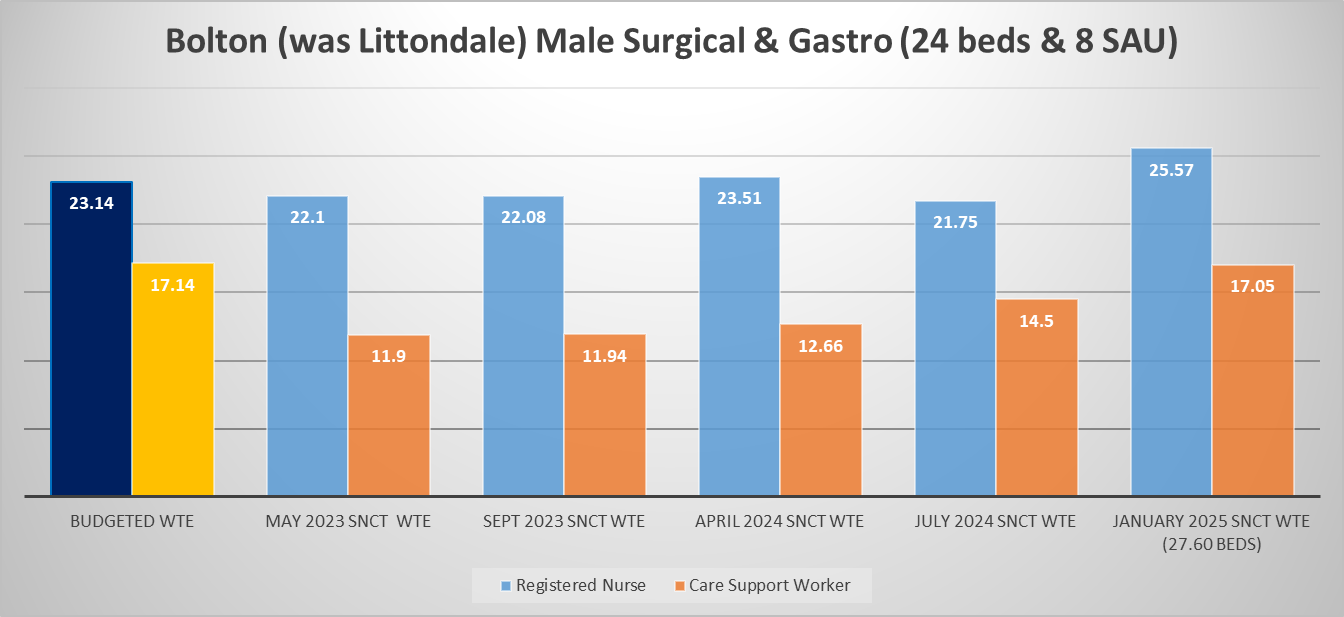 Bolton (was Littondale) Male Surgical & Gastro (24 beds & 8 SAU)
23.14
17.14
22.1
11.9
22.08
11.94
23.51
12.66
21.75
14.5
25.57
17.05
BUDGETED WTE
MAY 2023 SNCT WTE
SEPT 2023 SNCT WTE
APRIL 2024 SNCT WTE
JULY 2024 SNCT WTE
JANUARY 2025 SNCT WTE
(27.60 BEDS)
Registered Nurse
Care Support Worker